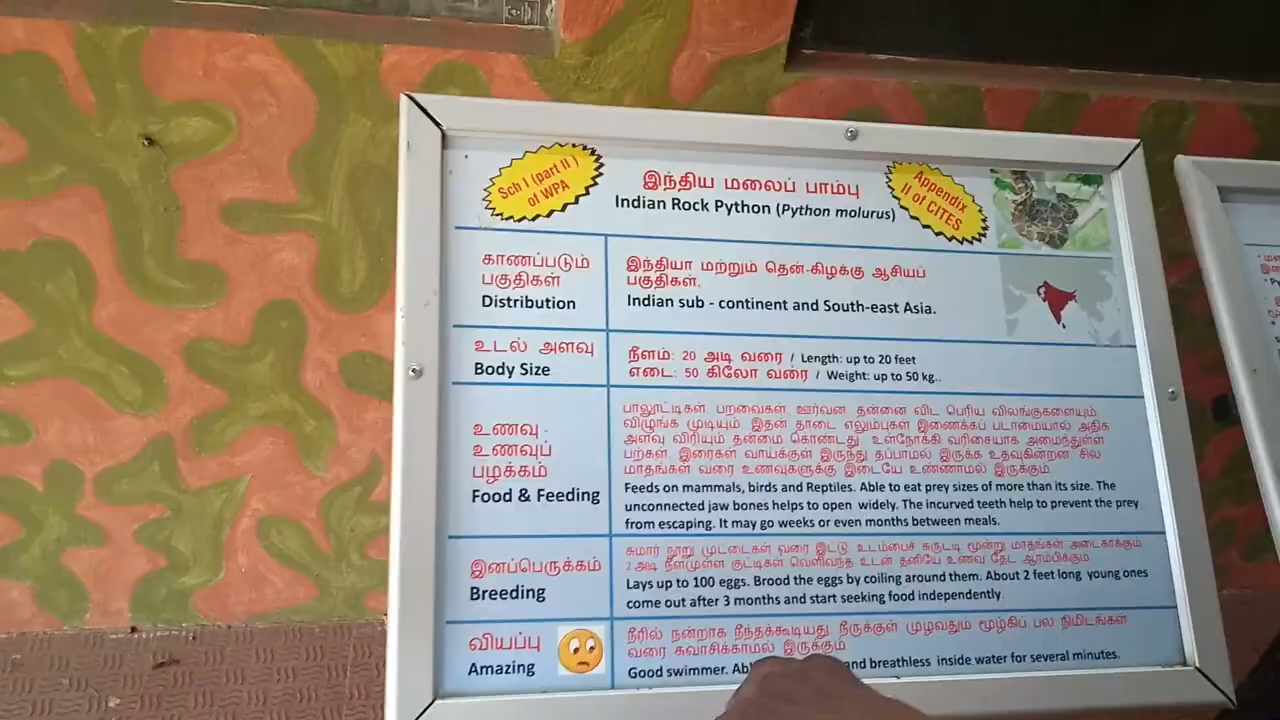 Sch I (part II )
of WPA
இந்திய மலைப் பாம்பு
Indian Rock Python (Python molurus)
Appendix
II of CITES
காணப்படும்
பகுதிகள்
Distribution
இந்தியா மற்றும் தென்-கிழக்கு ஆசியப்
பகுதிகள்.
Indian sub - continent and South-east Asia.
உடல் அளவு
Body Size
நீளம்: 20 அடி வரை / Length: up to 20 feet
எடை: 50 கிலோ வரை / Weight: up to 50 kg..
உணவு -
உணவுப்
பழக்கம்
Food & Feeding
பாலூட்டிகள், பறவைகள், ஊர்வன தன்னை விட பெரிய விலங்குகளையும்
விழுங்க முடியும். இதன் தாடை எலும்புகள் இணைக்கப் படாமையால் அதிக
அளவு விரியும் தன்மை கொண்டது. உள்நோக்கி வரிசையாக அமைந்துள்ள
பற்கள், இரைகள் வாய்க்குள் இருந்து தப்பாமல் இருக்க உதவுகின்றன. சில
மாதங்கள் வரை உணவுகளுக்கு இடையே உண்ணாமல் இருக்கும்.
Feeds on mammals, birds and Reptiles. Able to eat prey sizes of more than its size. The
unconnected jaw bones helps to open widely. The incurved teeth help to prevent the prey
from escaping. It may go weeks or even months between meals.
இனப்பெருக்கம்
Breeding
சுமார் நூறு முட்டைகள் வரை இட்டு உடம்பைச் சுருட்டி மூன்று மாதங்கள் அடைகாக்கும்.
2 அடி நீளமுள்ள குட்டிகள் வெளிவந்த உடன் தனியே உணவு தேட ஆரம்பிக்கும்.
Lays up to 100 eggs. Brood the eggs by coiling around them. About 2 feet long young ones
come out after 3 months and start seeking food independently.
வியப்பு
Amazing
நீரில் நன்றாக நீந்தக்கூடியது. நீருக்குள் முழுவதும் மூழ்கிப் பல நிமிடங்கள்
வரை சுவாசிக்காமல் இருக்கும்
Good swimmer. and breathless inside water for several minutes.